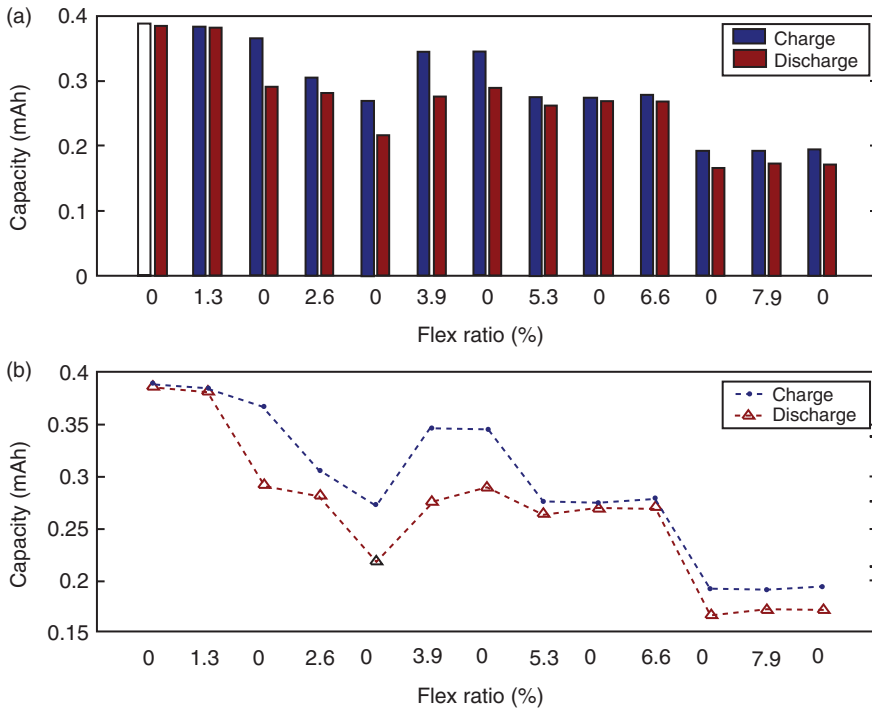 (a)
Capacity (mAh)
0.4
0.3
0.2
0.1
0
Charge
Discharge
0 1.3 0 2.6 0 3.9 0 5.3 0 6.6 0 7.9 0
Flex ratio (%)
(b)
Capacity (mAh)
0.4
0.35
0.3
0.25
0.2
0.15
Charge
Discharge
0 1.3 0 2.6 0 3.9 0 5.3 0 6.6 0 7.9 0
Flex ratio (%)